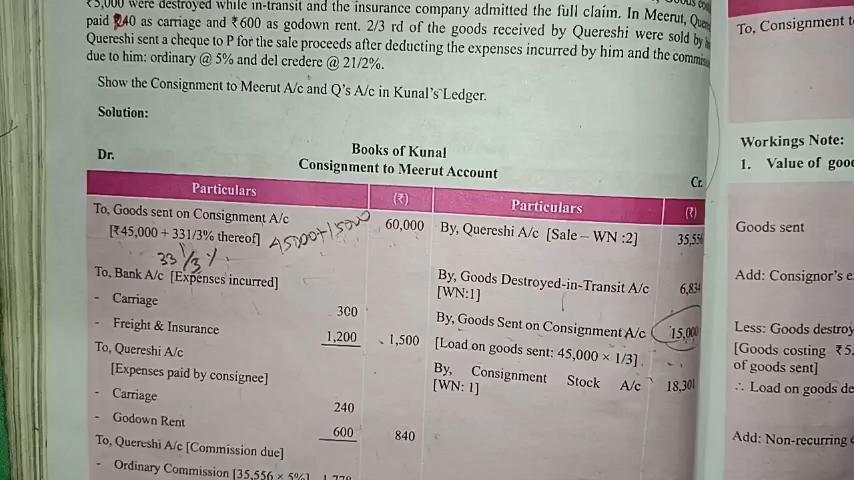 ₹5,000 were destroyed while in-transit and the insurance company admitted the full claim. In Meerut,
paid 240 as carriage and ₹600 as godown rent. 2/3 rd of the goods received by Quereshi were sold by
Quereshi sent a cheque to P for the sale proceeds after deducting the expenses incurred by him and the
due to him: ordinary @ 5% and del credere @ 21/2%.
Show the Consignment to Meerut A/c and Q's A/c in Kunal's Ledger.
Solution:
Books of Kunal
Dr. Consignment to Meerut Account Cr.
Particulars (₹) Particulars (₹)
To, Goods sent on Consignment A/c 60,000 By, Quereshi A/c [Sale – WN :2] 35,556
[₹45,000 + 331/3% thereof] 45000+15000
33 1/3 %
To, Bank A/c [Expenses incurred] By, Goods Destroyed-in-Transit A/c 6,834
- Carriage 300 [WN:1]
- Freight & Insurance 1,200 1,500 By, Goods Sent on Consignment A/c 15,000
To, Quereshi A/c [Load on goods sent: 45,000 × 1/3]
[Expenses paid by consignee] By, Consignment Stock A/c 18,301
- Carriage 240 [WN: 1]
- Godown Rent 600 840
To, Quereshi A/c [Commission due]
- Ordinary Commission [35,556 × 5%] 1,778
To, Consignment
Workings Note:
1. Value of
Goods sent
Add: Consignor's
Less: Goods
[Goods costing
of goods sent]
∴ Load on goods
Add: Non-recurring